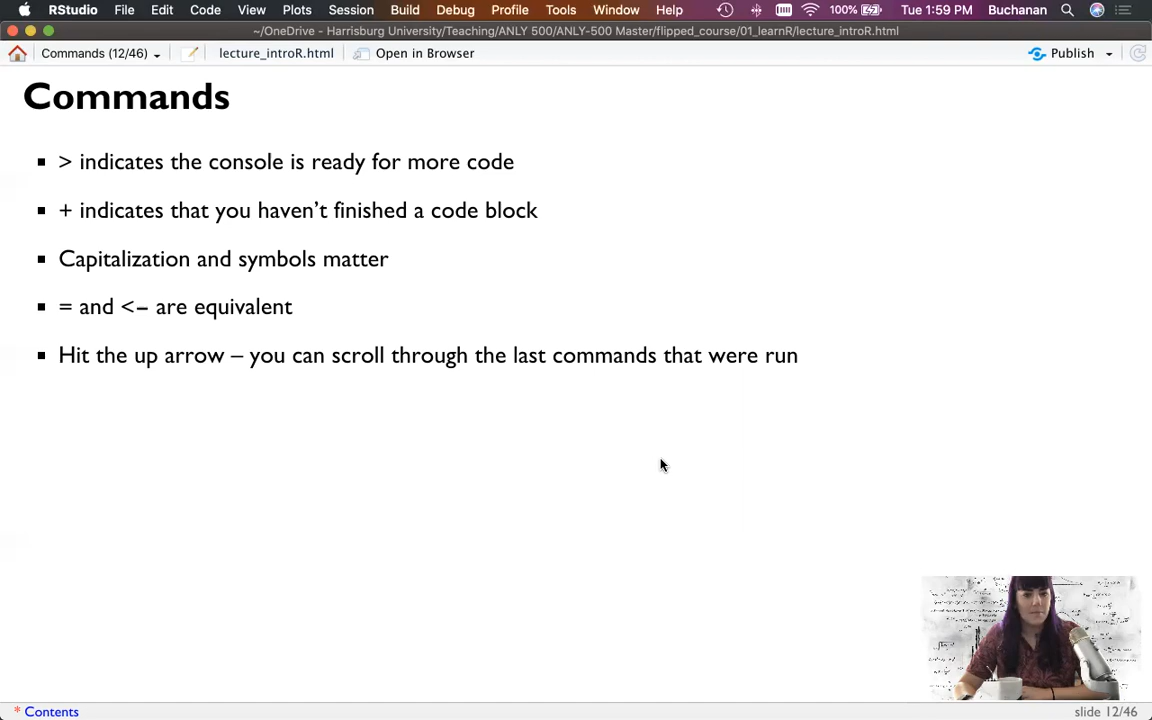 RStudio File Edit Code View Plots Session Build Debug Profile Tools Window Help 100% Tue 1:59 PM Buchanan
~/OneDrive - Harrisburg University/Teaching/ANLY 500/ANLY-500 Master/flipped_course/01_learnR/lecture_introR.html
Commands (12/46) lecture_introR.html Open in Browser Publish
Commands
▪ > indicates the console is ready for more code
▪ + indicates that you haven’t finished a code block
▪ Capitalization and symbols matter
▪ = and <– are equivalent
▪ Hit the up arrow – you can scroll through the last commands that were run
* Contents slide 12/46